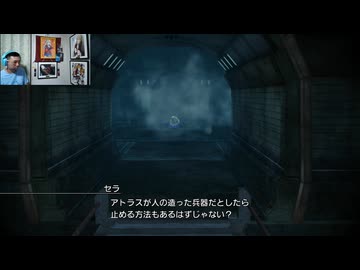 セラ
アトラスが人の造った兵器だとしたら
止める方法もあるはずじゃない？